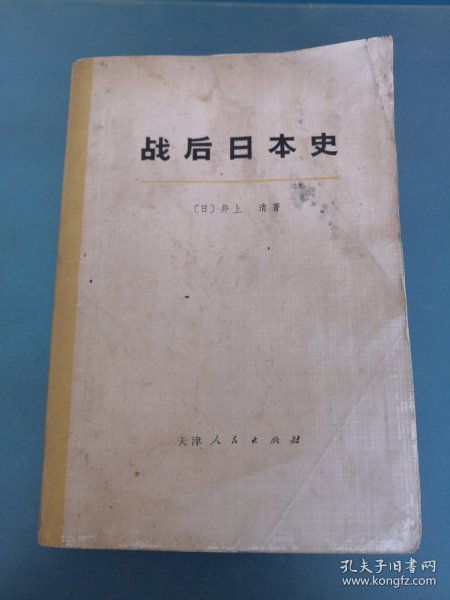 战后日本史
〔日〕井上 清著
天津人民出版社
孔夫子旧书网
www.kongfz.com